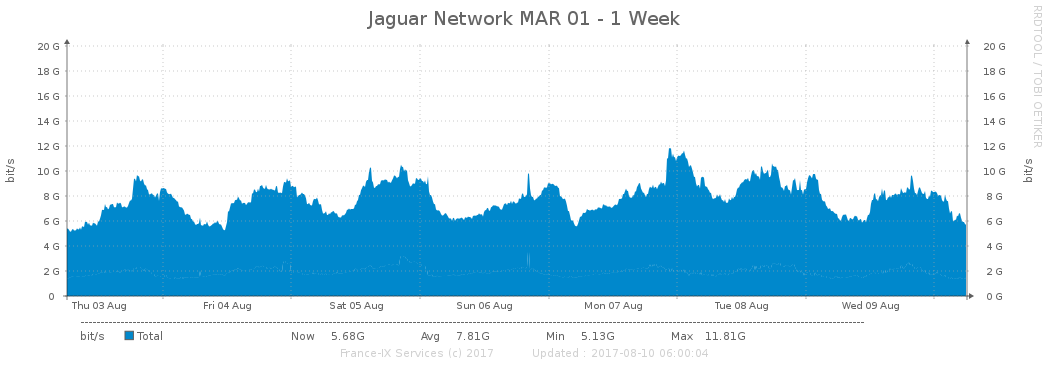 Jaguar Network MAR 01 - 1 Week
RRDTOOL / TOBI OETIKER
bit/s
bit/s
20 G 20 G
18 G 18 G
16 G 16 G
14 G 14 G
12 G 12 G
10 G 10 G
8 G 8 G
6 G 6 G
4 G 4 G
2 G 2 G
0 0 G
Thu 03 Aug Fri 04 Aug Sat 05 Aug Sun 06 Aug Mon 07 Aug Tue 08 Aug Wed 09 Aug
bit/s Total Now 5.68G Avg 7.81G Min 5.13G Max 11.81G
France-IX Services (c) 2017 Updated : 2017-08-10 06:00:04